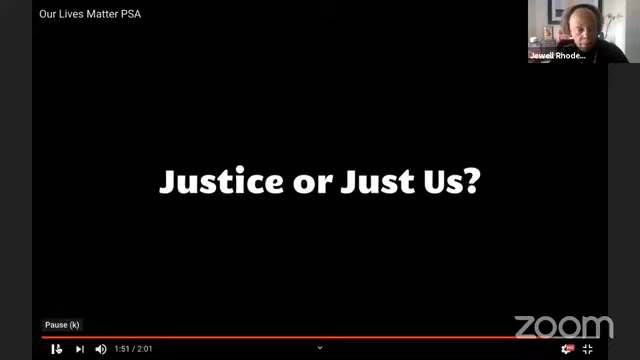 Our Lives Matter PSA
Jewell Rhode...
Justice or Just Us?
Pause (k)
1:51 / 2:01
zoom